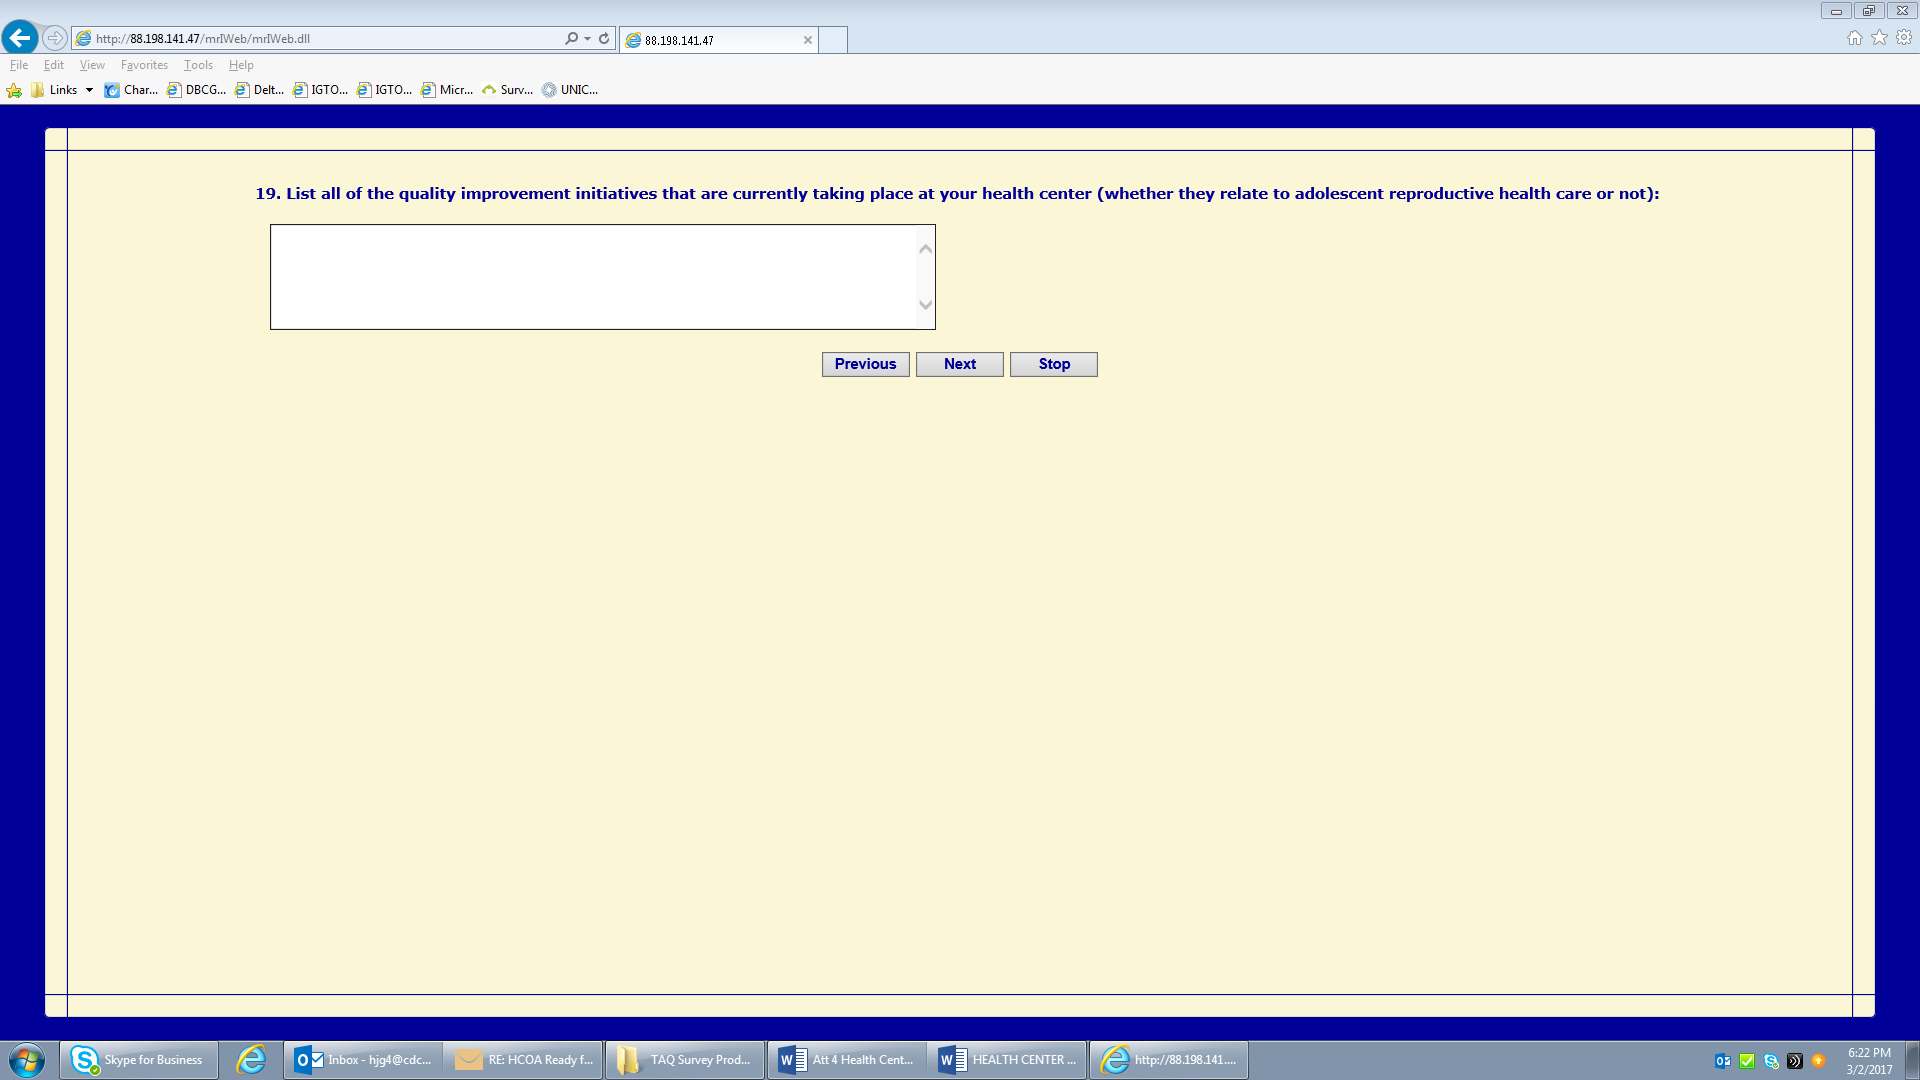 http://88.198.141.47/mrIWeb/mrIWeb.dll
88.198.141.47
File Edit View Favorites Tools Help
Links Char... DBCG... Delt... IGTO... IGTO... Micr... Surv... UNIC...
19. List all of the quality improvement initiatives that are currently taking place at your health center (whether they relate to adolescent reproductive health care or not):
Previous Next Stop
Skype for Business Inbox - hjg4@cdc... RE: HCOA Ready f... TAQ Survey Prod... Att 4 Health Cent... HEALTH CENTER ... http://88.198.141....
6:22 PM
3/2/2017